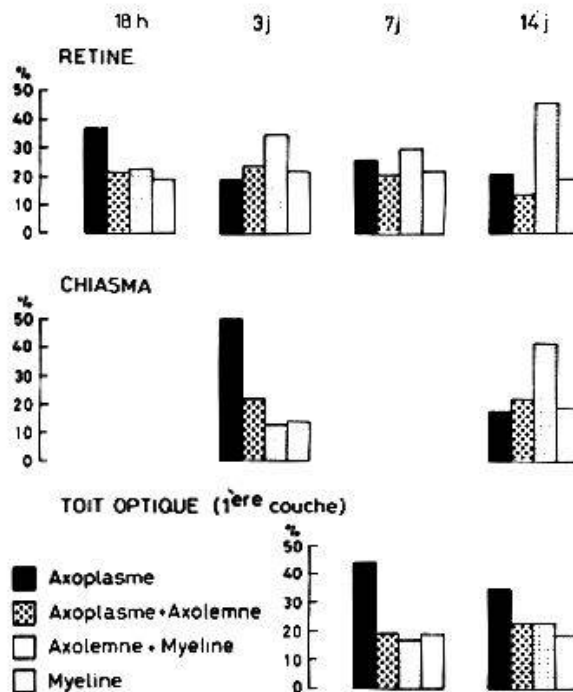 18 h 3 j 7 j 14 j
RETINE
%
50
40
30
20
10
0
CHIASMA
%
50
40
30
20
10
0
TOIT OPTIQUE (1ère couche)
%
50
40
30
20
10
0
Axoplasme
Axoplasme + Axolemne
Axolemne + Myeline
Myeline